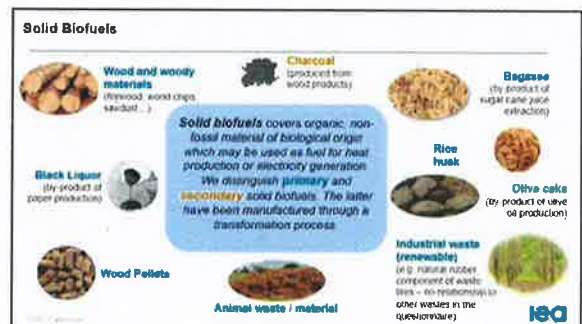 Solid Biofuels
Wood and woody
materials
(firewood, wood chips,
sawdust...)
Charcoal
(produced from
wood products)
Bagasse
(by product of
sugar cane juice
extraction)
Solid biofuels covers organic, non-
fossil material of biological origin
which may be used as fuel for heat
production or electricity generation.
We distinguish primary and
secondary solid biofuels. The latter
have been manufactured through a
transformation process
Black Liquor
(by-product of
paper production)
Rice
husk
Olive cake
(by product of olive
oil production)
Wood Pellets
Animal waste / material
Industrial waste
(renewable)
(e.g. natural rubber
component of waste
tires – no relationship to
other wastes in the
questionnaire)
iea